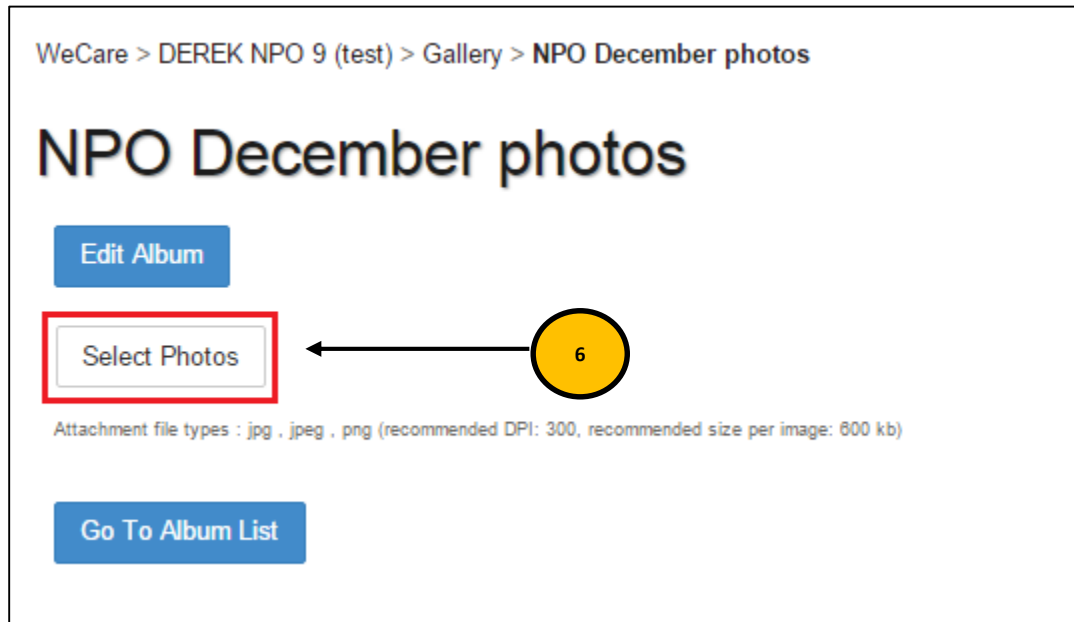 WeCare > DEREK NPO 9 (test) > Gallery > NPO December photos
NPO December photos
Edit Album
Select Photos
6
Attachment file types : jpg , jpeg , png (recommended DPI: 300, recommended size per image: 600 kb)
Go To Album List